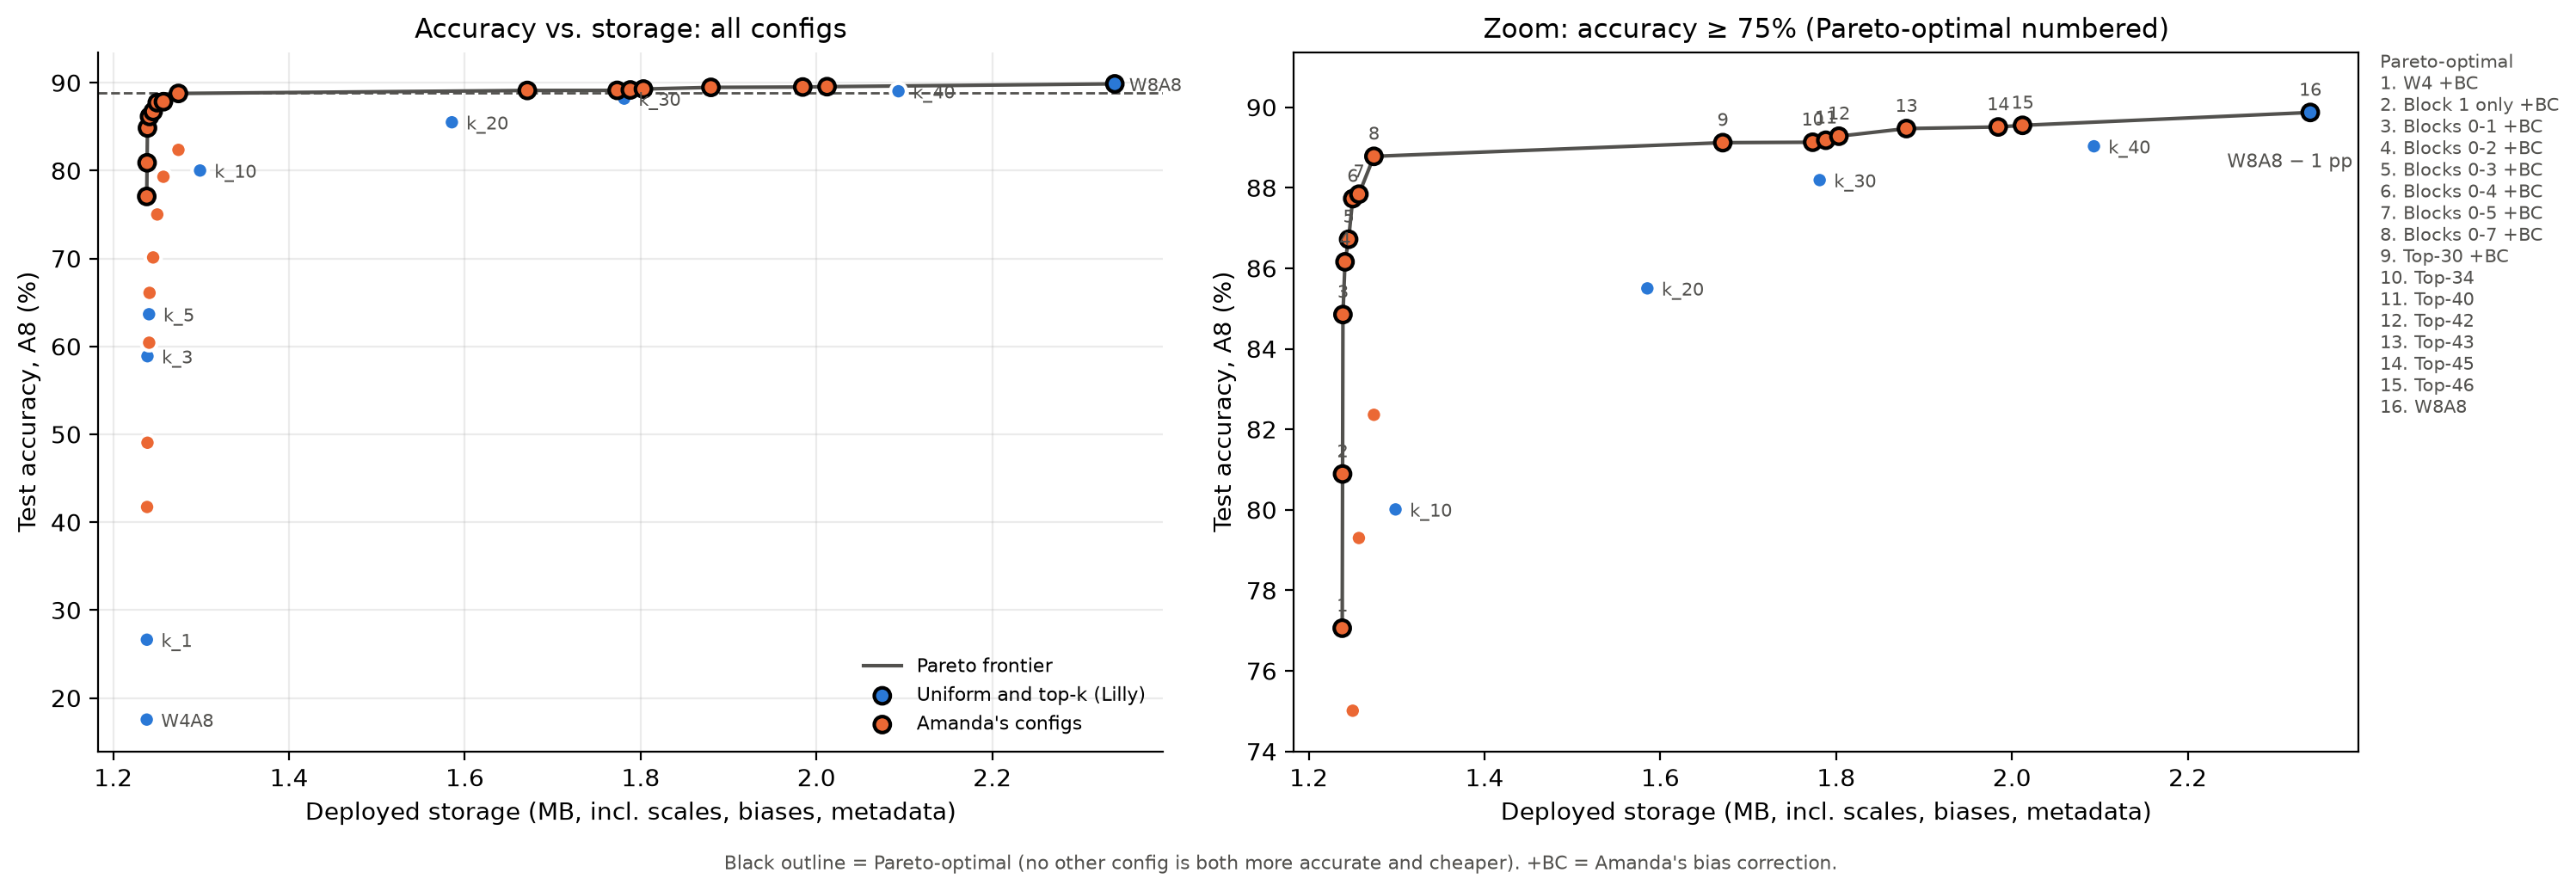 Accuracy vs. storage: all configs
Test accuracy, A8 (%)
90
80
70
60
50
40
30
20
W8A8
k_40
k_30
k_20
k_10
k_5
k_3
k_1
W4A8
Pareto frontier
Uniform and top-k (Lilly)
Amanda's configs
1.2 1.4 1.6 1.8 2.0 2.2
Deployed storage (MB, incl. scales, biases, metadata)
Zoom: accuracy ≥ 75% (Pareto-optimal numbered)
Test accuracy, A8 (%)
90
88
86
84
82
80
78
76
74
16
14 15
13
10 11 12
9
8
6 7
5
4
3
2
1
k_40
W8A8 − 1 pp
k_30
k_20
k_10
1.2 1.4 1.6 1.8 2.0 2.2
Deployed storage (MB, incl. scales, biases, metadata)
Pareto-optimal
1. W4 +BC
2. Block 1 only +BC
3. Blocks 0-1 +BC
4. Blocks 0-2 +BC
5. Blocks 0-3 +BC
6. Blocks 0-4 +BC
7. Blocks 0-5 +BC
8. Blocks 0-7 +BC
9. Top-30 +BC
10. Top-34
11. Top-40
12. Top-42
13. Top-43
14. Top-45
15. Top-46
16. W8A8
Black outline = Pareto-optimal (no other config is both more accurate and cheaper). +BC = Amanda's bias correction.